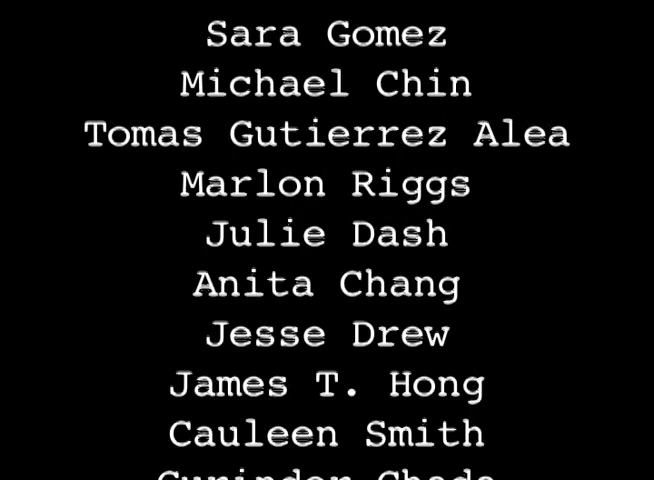 Sara Gomez
Michael Chin
Tomas Gutierrez Alea
Marlon Riggs
Julie Dash
Anita Chang
Jesse Drew
James T. Hong
Cauleen Smith